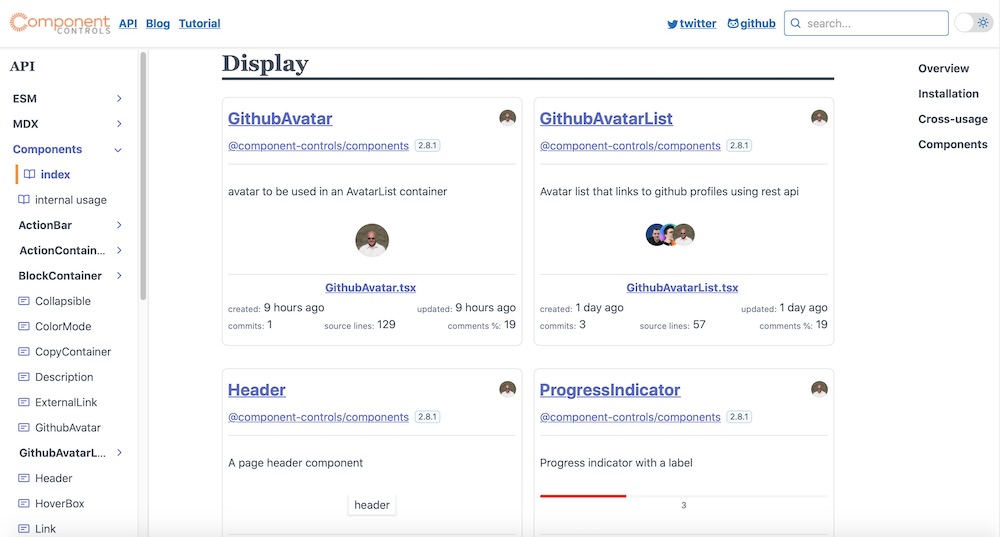 Component
CONTROLS
API Blog Tutorial
twitter github search...
API
ESM
MDX
Components
index
internal usage
ActionBar
ActionContain...
BlockContainer
Collapsible
ColorMode
CopyContainer
Description
ExternalLink
GithubAvatar
GithubAvatarL...
Header
HoverBox
Link
Display
GithubAvatar
@component-controls/components 2.8.1
avatar to be used in an AvatarList container
GithubAvatar.tsx
created: 9 hours ago updated: 9 hours ago
commits: 1 source lines: 129 comments %: 19
GithubAvatarList
@component-controls/components 2.8.1
Avatar list that links to github profiles using rest api
GithubAvatarList.tsx
created: 1 day ago updated: 1 day ago
commits: 3 source lines: 57 comments %: 19
Header
@component-controls/components 2.8.1
A page header component
header
ProgressIndicator
@component-controls/components 2.8.1
Progress indicator with a label
3
Overview
Installation
Cross-usage
Components